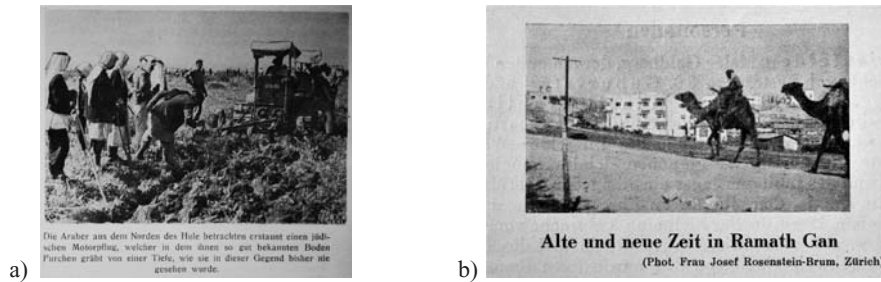 Die Araber aus dem Norden des Hule betrachten erstaunt einen jüdi-
schen Motorpflug, welcher in dem ihnen so gut bekannten Boden
Furchen gräbt von einer Tiefe, wie sie in dieser Gegend bisher nie
gesehen wurde.
a)
Alte und neue Zeit in Ramath Gan
(Phot. Frau Josef Rosenstein-Brum, Zürich)
b)